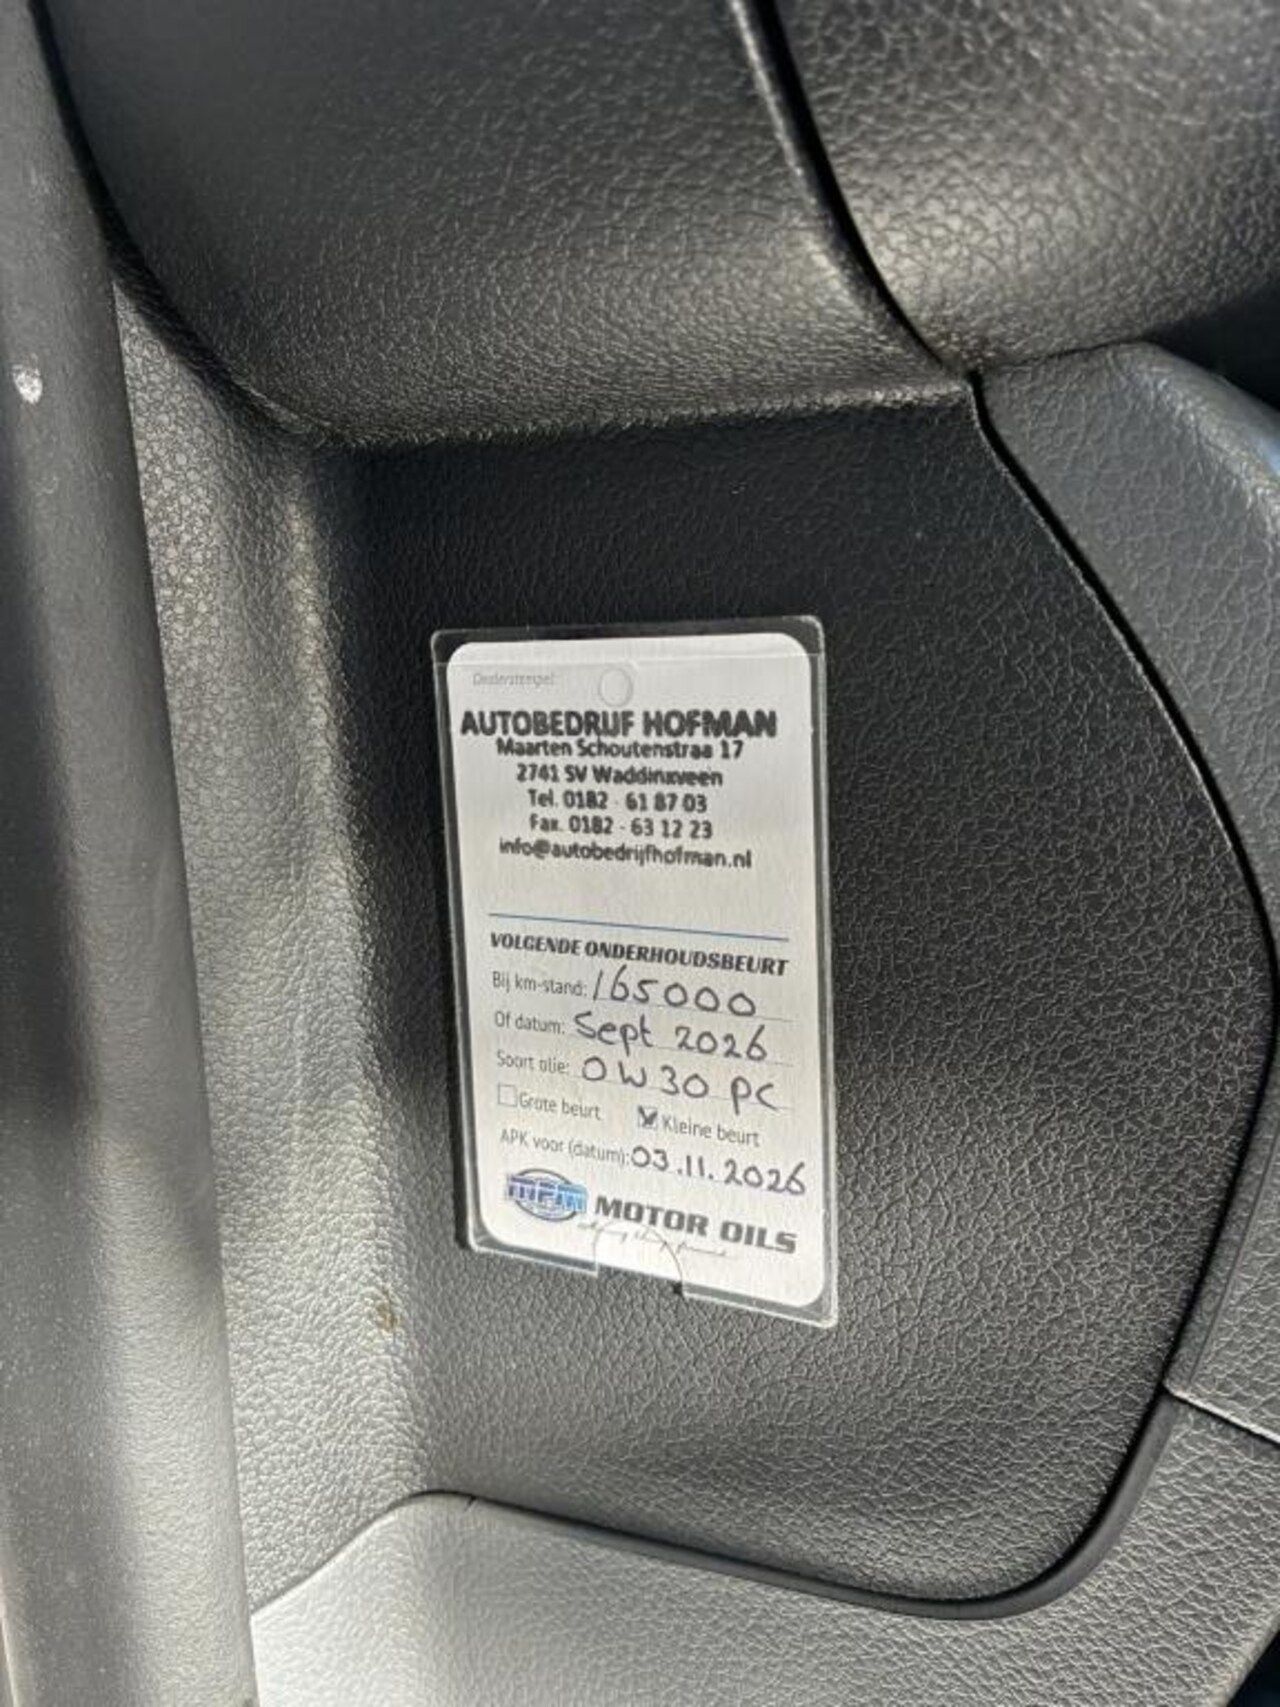 Dealerstempel
AUTOBEDRIJF HOFMAN
Maarten Schoutenstraa 17
2741 SV Waddinxveen
Tel. 0182 - 61 87 03
Fax. 0182 - 63 12 23
info@autobedrijfhofman.nl
VOLGENDE ONDERHOUDSBEURT
Bij km-stand: 165000
Of datum: Sept 2026
Soort olie: 0W30 PC
Grote beurt Kleine beurt
APK voor (datum): 03.11.2026
MPM MOTOR OILS